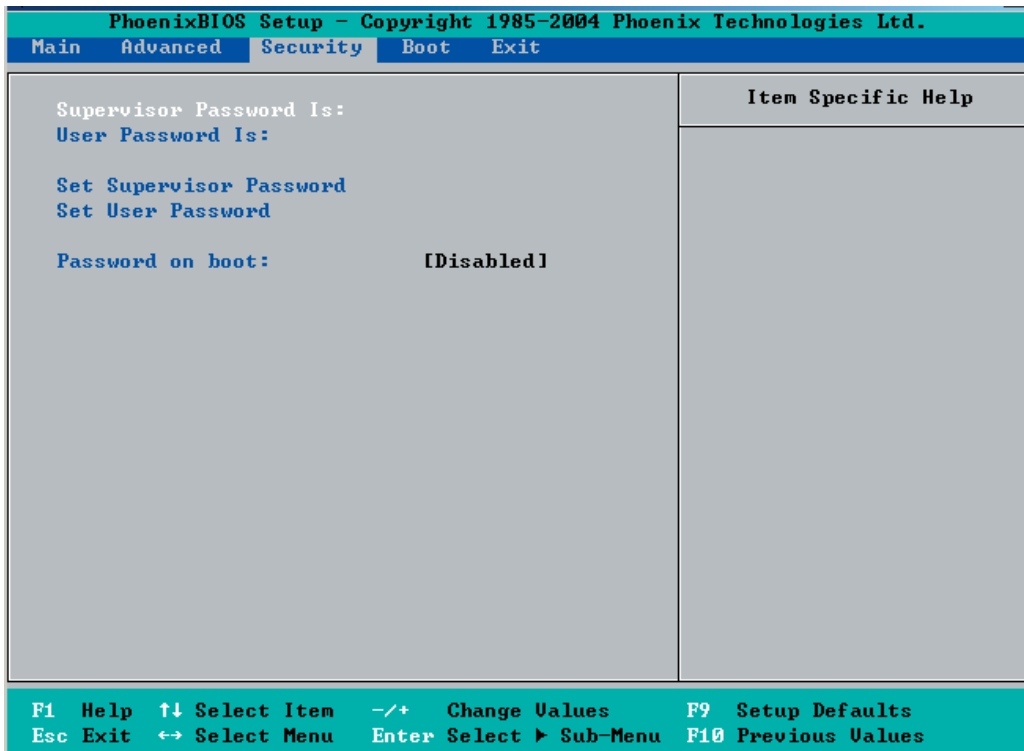 PhoenixBIOS Setup – Copyright 1985-2004 Phoenix Technologies Ltd.
Main Advanced Security Boot Exit
Supervisor Password Is:
User Password Is:
Set Supervisor Password
Set User Password
Password on boot: [Disabled]
Item Specific Help
F1 Help ↑↓ Select Item -/+ Change Values F9 Setup Defaults
Esc Exit ↔ Select Menu Enter Select ▶ Sub-Menu F10 Previous Values